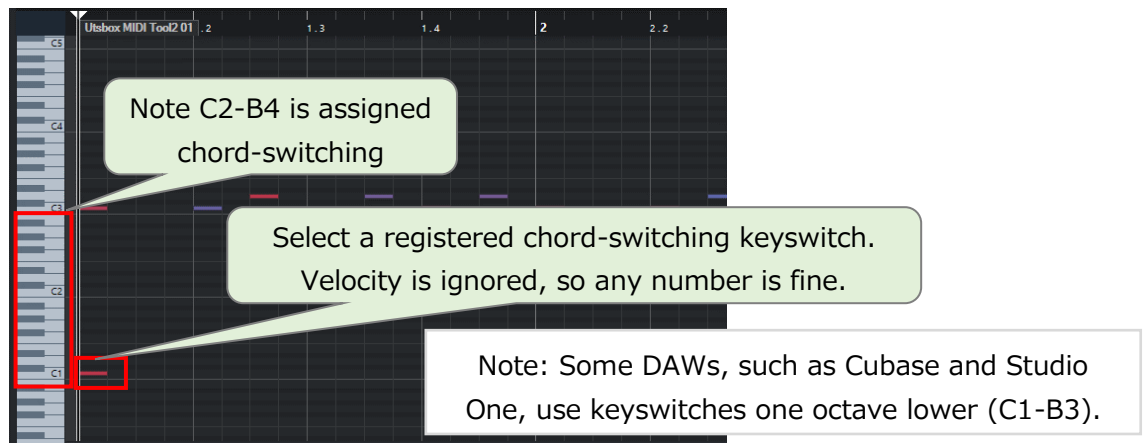 Utsbox MIDI Tool2 01 .2 1.3 1.4 2 2.2
C5
Note C2-B4 is assigned
chord-switching
C4
C3
Select a registered chord-switching keyswitch.
Velocity is ignored, so any number is fine.
C2
Note: Some DAWs, such as Cubase and Studio
One, use keyswitches one octave lower (C1-B3).
C1